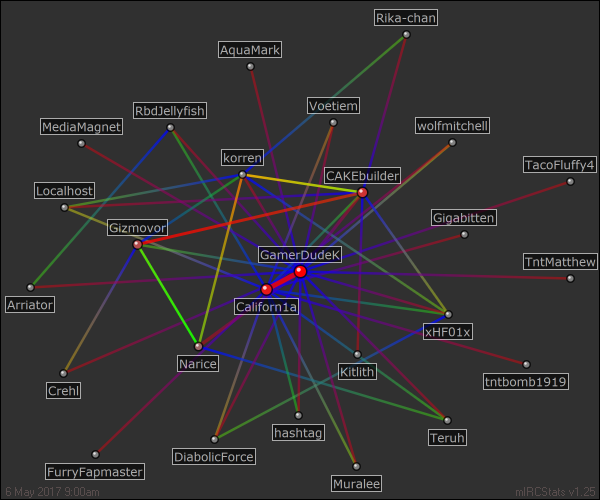 Rika-chan
AquaMark
Voetiem
RbdJellyfish
MediaMagnet
wolfmitchell
korren
TacoFluffy4
CAKEbuilder
Localhost
Gigabitten
Gizmovor
GamerDudeK
TntMatthew
Arriator
Californ1a
xHF01x
Narice
Kitlith
tntbomb1919
Crehl
hashtag
Teruh
DiabolicForce
FurryFapmaster
Muralee
6 May 2017 9:00am
mIRCStats v1.25